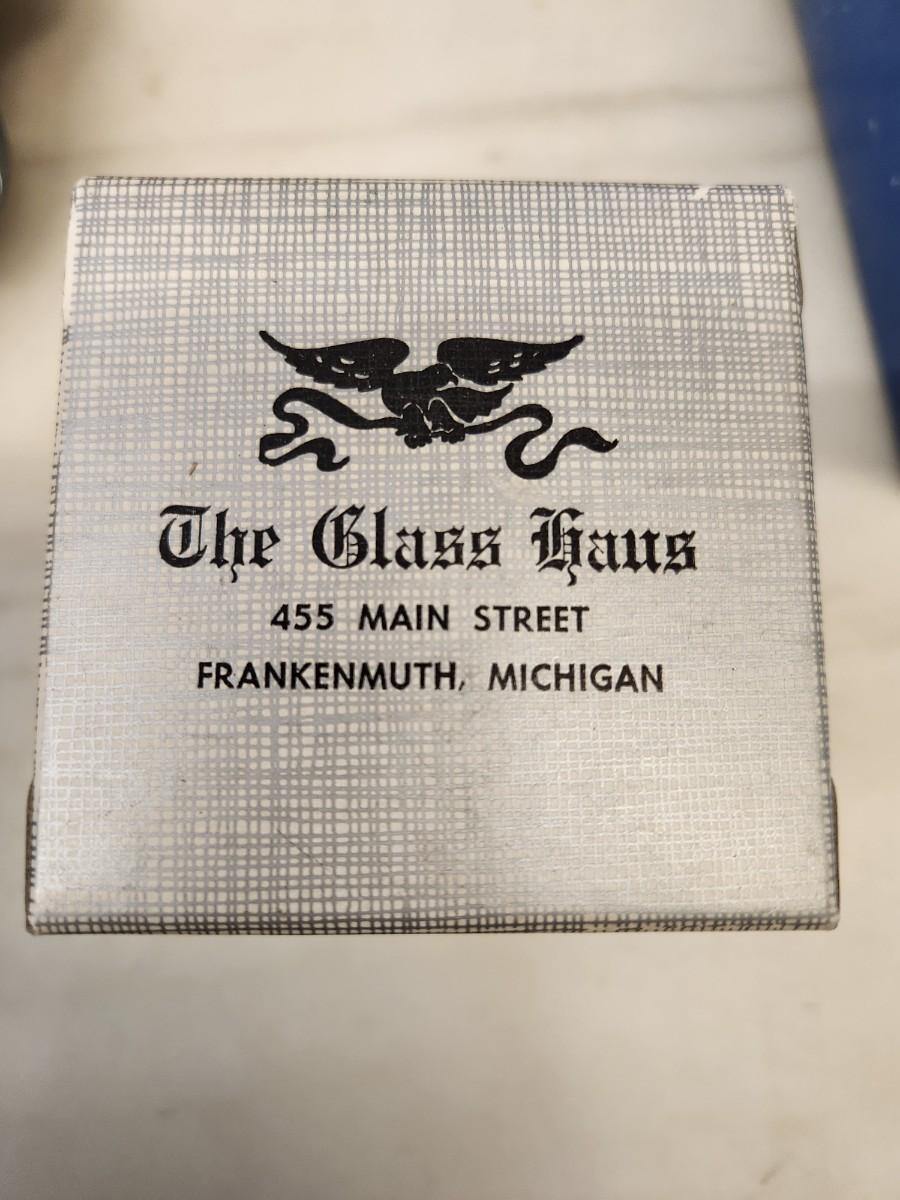 The Glass Haus
455 MAIN STREET
FRANKENMUTH, MICHIGAN